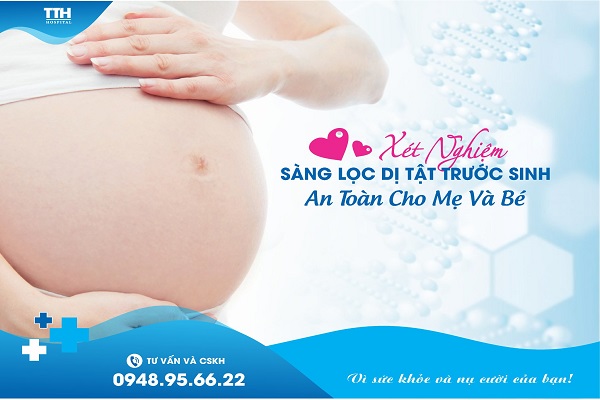 TTH
HOSPITAL
Xét Nghiệm
SÀNG LỌC DỊ TẬT TRƯỚC SINH
An Toàn Cho Mẹ Và Bé
TƯ VẤN VÀ CSKH
0948.95.66.22
Vì sức khỏe và nụ cười của bạn!